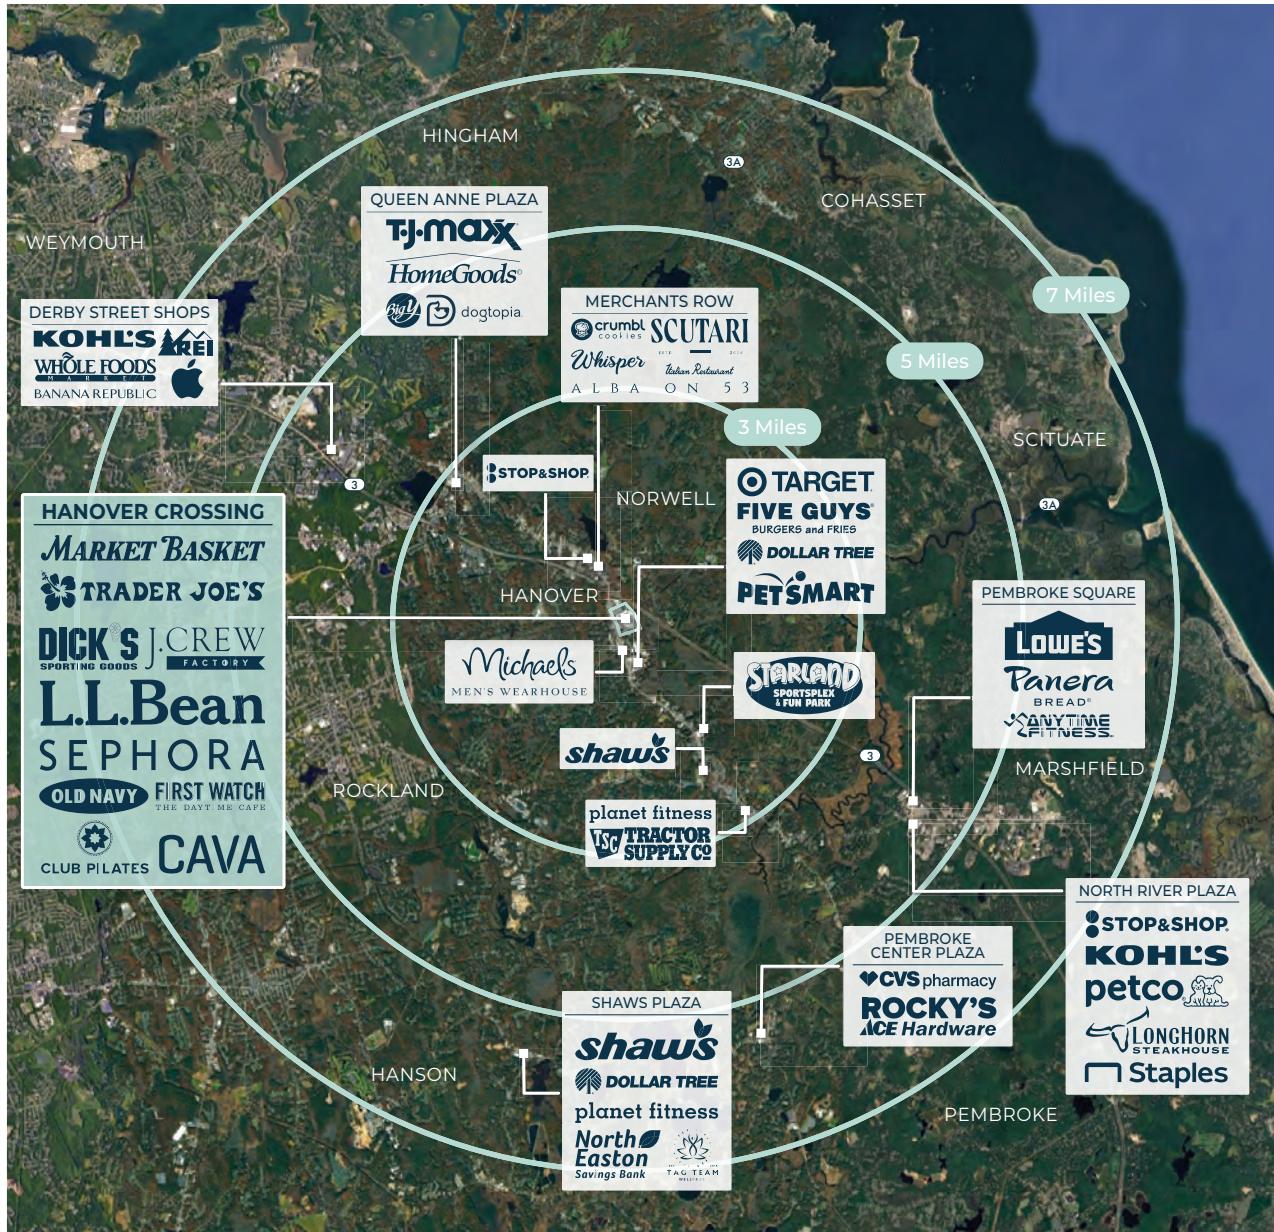 HINGHAM
3A
COHASSET
WEYMOUTH
QUEEN ANNE PLAZA
T·J·maxx
HomeGoods
Big Y
dogtopia
DERBY STREET SHOPS
KOHL'S
REI
WHOLE FOODS
MARKET
BANANA REPUBLIC
MERCHANTS ROW
crumbl
cookies
SCUTARI
Whisper
Italian Restaurant
ALBA ON 53
7 Miles
5 Miles
3 Miles
SCITUATE
3A
3
STOP&SHOP
NORWELL
TARGET
FIVE GUYS
BURGERS and FRIES
DOLLAR TREE
PETSMART
HANOVER CROSSING
MARKET BASKET
TRADER JOE'S
DICK'S
SPORTING GOODS
J.CREW
FACTORY
L.L.Bean
SEPHORA
OLD NAVY
FIRST WATCH
THE DAYTIME CAFE
CLUB PILATES
CAVA
HANOVER
Michaels
MEN'S WEARHOUSE
STARLAND
SPORTSPLEX
& FUN PARK
shaw's
PEMBROKE SQUARE
LOWE'S
Panera
BREAD®
ANYTIME
FITNESS
3
MARSHFIELD
ROCKLAND
planet fitness
TSC
TRACTOR
SUPPLY CO
NORTH RIVER PLAZA
STOP&SHOP
KOHL'S
petco
LONGHORN
STEAKHOUSE
Staples
PEMBROKE
CENTER PLAZA
CVS pharmacy
ROCKY'S
ACE Hardware
SHAWS PLAZA
shaw's
DOLLAR TREE
planet fitness
North
Easton
Savings Bank
TAG TEAM
WELLNESS
HANSON
PEMBROKE